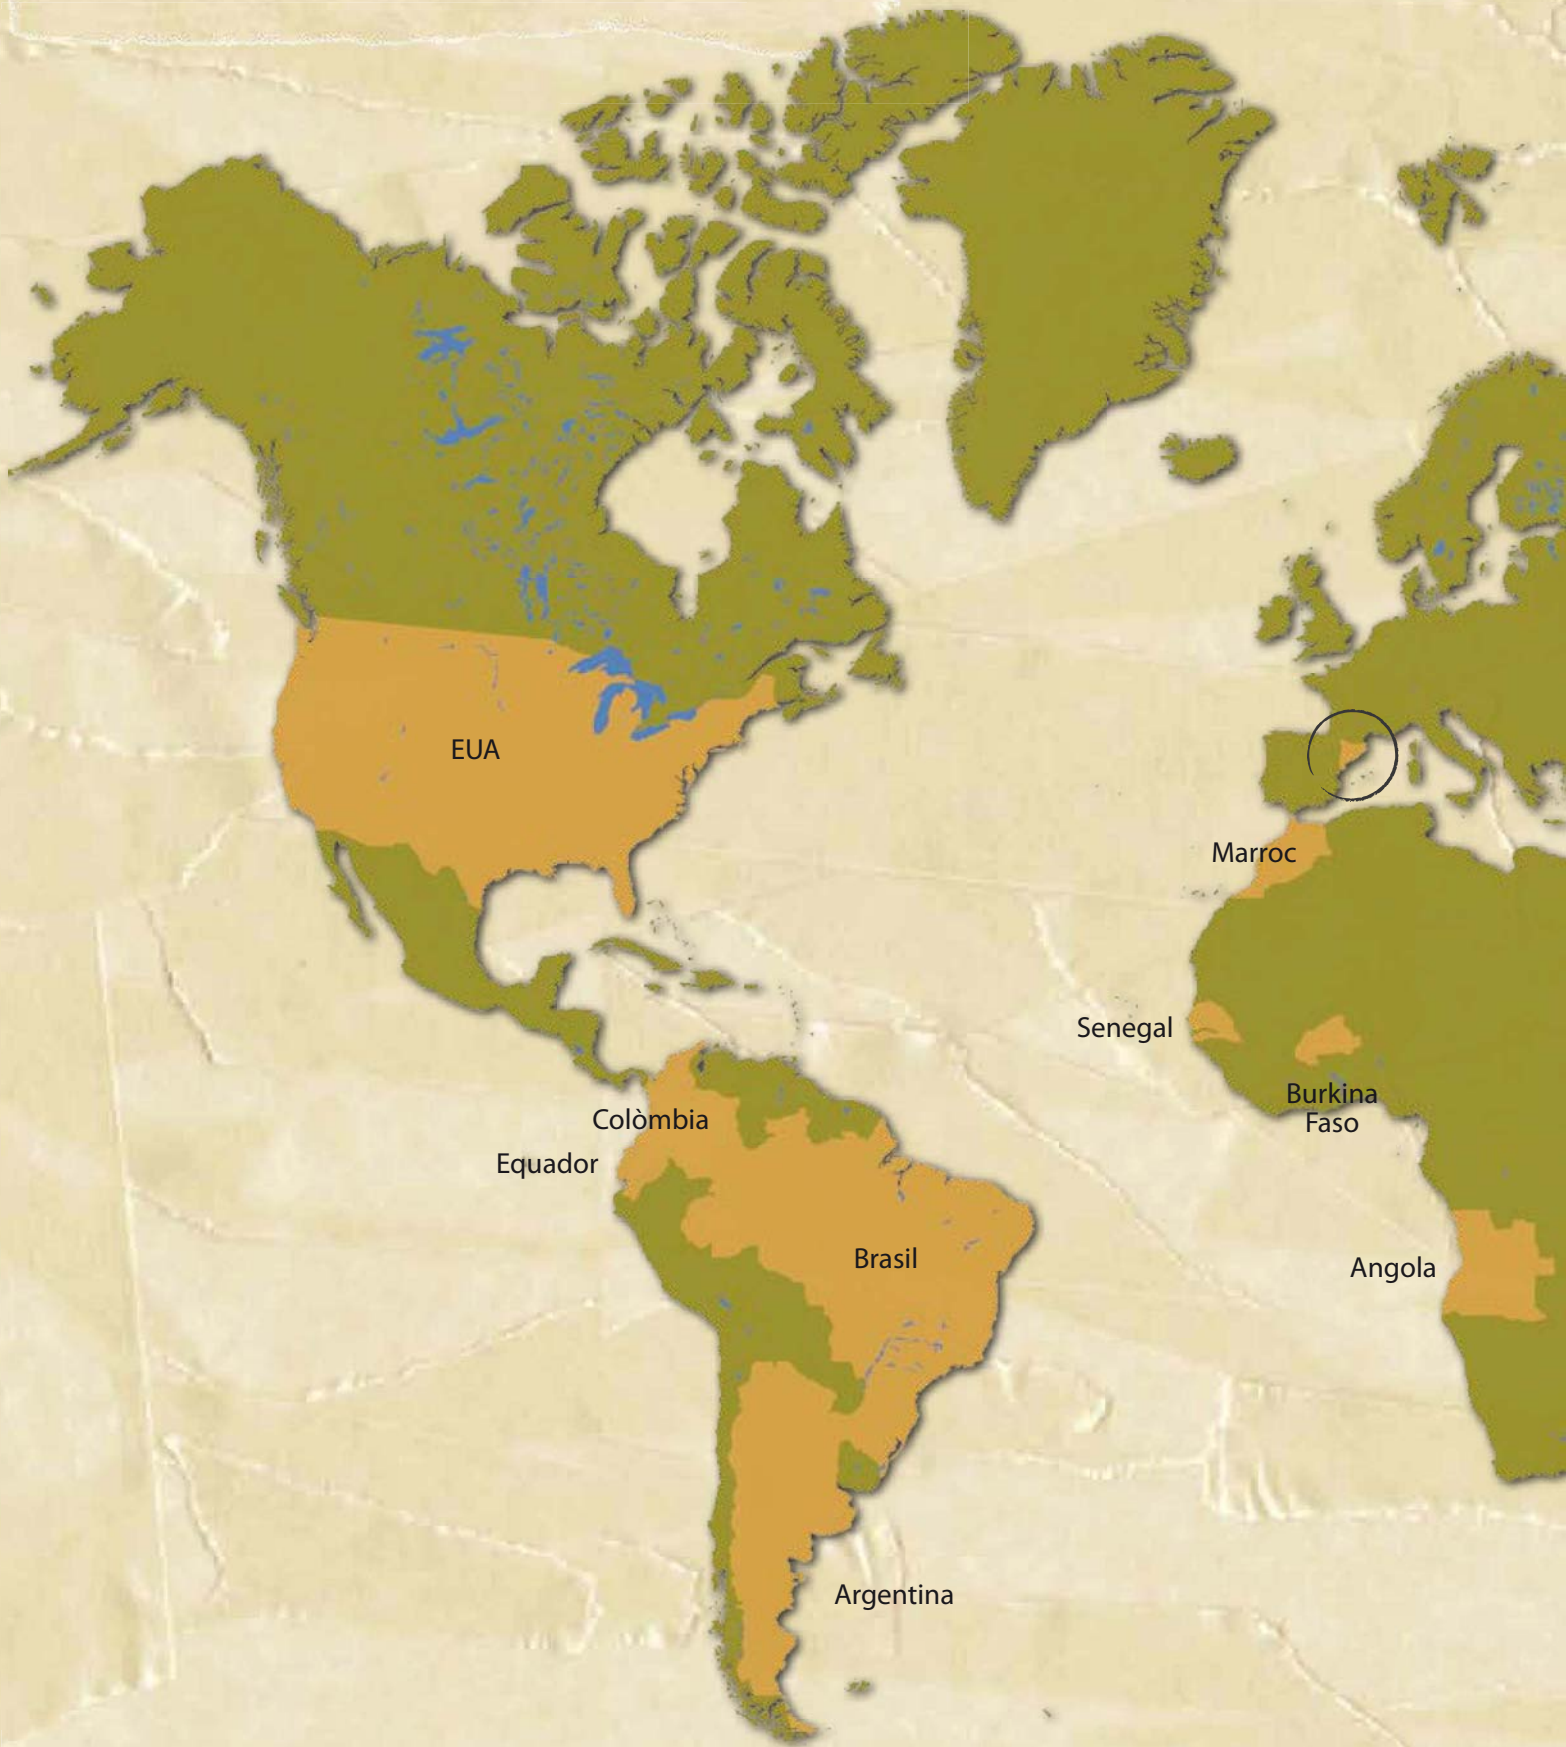 EUA
Marroc
Senegal
Burkina
Faso
Colòmbia
Equador
Brasil
Angola
Argentina